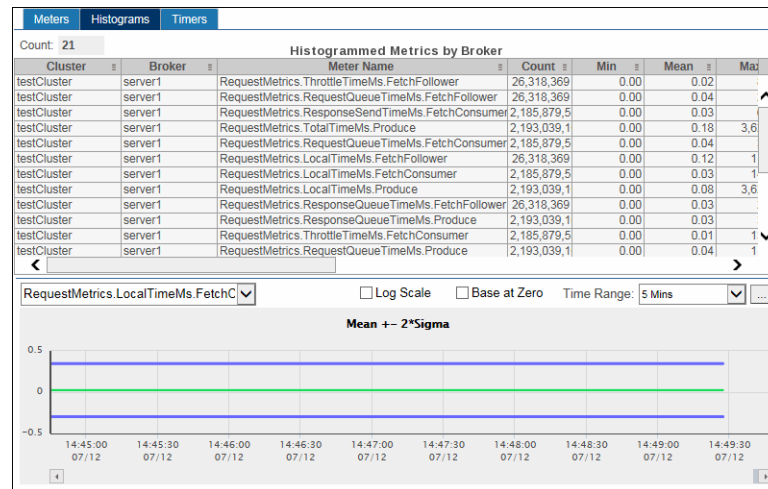 Meters Histograms Timers
Count: 21
Histogrammed Metrics by Broker
Cluster Broker Meter Name Count Min Mean Max
testCluster server1 RequestMetrics.ThrottleTimeMs.FetchFollower 26,318,369 0.00 0.02
testCluster server1 RequestMetrics.RequestQueueTimeMs.FetchFollower 26,318,369 0.00 0.04
testCluster server1 RequestMetrics.ResponseSendTimeMs.FetchConsumer 2,185,879,5 0.00 0.03
testCluster server1 RequestMetrics.TotalTimeMs.Produce 2,193,039,1 0.00 0.18 3,6
testCluster server1 RequestMetrics.RequestQueueTimeMs.FetchConsumer 2,185,879,5 0.00 0.04
testCluster server1 RequestMetrics.LocalTimeMs.FetchFollower 26,318,369 0.00 0.12 1
testCluster server1 RequestMetrics.LocalTimeMs.FetchConsumer 2,185,879,5 0.00 0.03 1
testCluster server1 RequestMetrics.LocalTimeMs.Produce 2,193,039,1 0.00 0.08 3,6
testCluster server1 RequestMetrics.ResponseQueueTimeMs.FetchFollower 26,318,369 0.00 0.03
testCluster server1 RequestMetrics.ResponseQueueTimeMs.Produce 2,193,039,1 0.00 0.03
testCluster server1 RequestMetrics.ThrottleTimeMs.FetchConsumer 2,185,879,5 0.00 0.01 1
testCluster server1 RequestMetrics.RequestQueueTimeMs.Produce 2,193,039,1 0.00 0.04 1
RequestMetrics.LocalTimeMs.FetchC Log Scale Base at Zero Time Range: 5 Mins ...
Mean +- 2*Sigma
0.5
0
-0.5
14:45:00 14:45:30 14:46:00 14:46:30 14:47:00 14:47:30 14:48:00 14:48:30 14:49:00 14:49:30
07/12 07/12 07/12 07/12 07/12 07/12 07/12 07/12 07/12 07/12